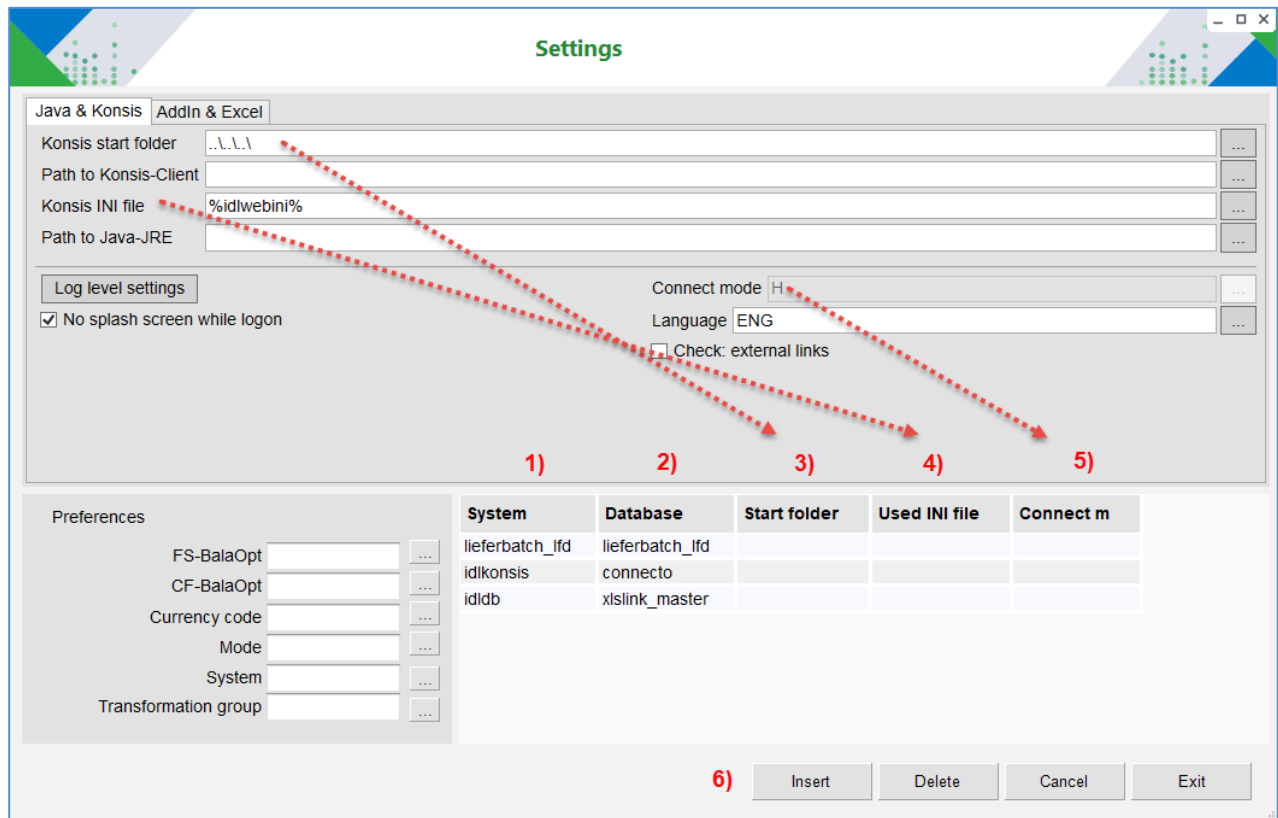 Settings
Java & Konsis AddIn & Excel
Konsis start folder ..\..\..\ ...
Path to Konsis-Client ...
Konsis INI file %idlwebini% ...
Path to Java-JRE ...
Log level settings Connect mode H ...
No splash screen while logon Language ENG ...
Check: external links
1) 2) 3) 4) 5)
Preferences System Database Start folder Used INI file Connect m
FS-BalaOpt ... lieferbatch_lfd lieferbatch_lfd
CF-BalaOpt ... idlkonsis connecto
Currency code ... idldb xlslink_master
Mode ...
System ...
Transformation group ...
6) Insert Delete Cancel Exit